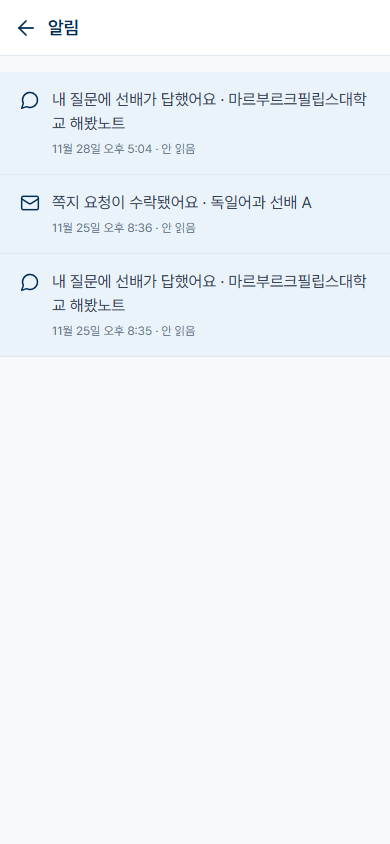 알림
내 질문에 선배가 답했어요 · 마르부르크필립스대학
교 해봤노트
11월 28일 오후 5:04 · 안 읽음
쪽지 요청이 수락됐어요 · 독일어과 선배 A
11월 25일 오후 8:36 · 안 읽음
내 질문에 선배가 답했어요 · 마르부르크필립스대학
교 해봤노트
11월 25일 오후 8:35 · 안 읽음